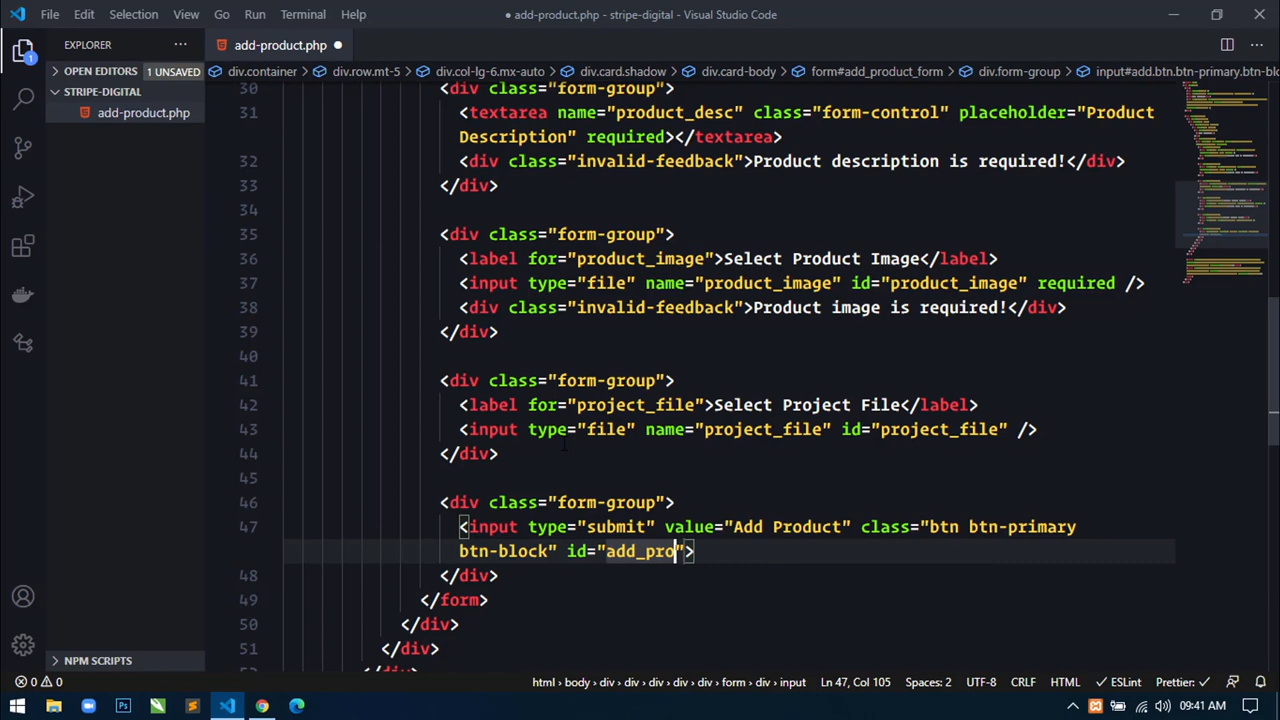 File Edit Selection View Go Run Terminal Help
● add-product.php - stripe-digital - Visual Studio Code
EXPLORER ···
add-product.php ●
OPEN EDITORS 1 UNSAVED
div.container > div.row.mt-5 > div.col-lg-6.mx-auto > div.card.shadow > div.card-body > form#add_product_form > div.form-group > input#add.btn.btn-primary.btn-blo
STRIPE-DIGITAL
add-product.php
30 <div class="form-group">
31 <textarea name="product_desc" class="form-control" placeholder="Product
Description" required></textarea>
32 <div class="invalid-feedback">Product description is required!</div>
33 </div>
34
35 <div class="form-group">
36 <label for="product_image">Select Product Image</label>
37 <input type="file" name="product_image" id="product_image" required />
38 <div class="invalid-feedback">Product image is required!</div>
39 </div>
40
41 <div class="form-group">
42 <label for="project_file">Select Project File</label>
43 <input type="file" name="project_file" id="project_file" />
44 </div>
45
46 <div class="form-group">
47 <input type="submit" value="Add Product" class="btn btn-primary
btn-block" id="add_pro">
48 </div>
49 </form>
50 </div>
51 </div>
</div>
NPM SCRIPTS
0 0 html > body > div > div > div > div > div > form > div > input Ln 47, Col 105 Spaces: 2 UTF-8 CRLF HTML ESLint Prettier: ✓
09:41 AM